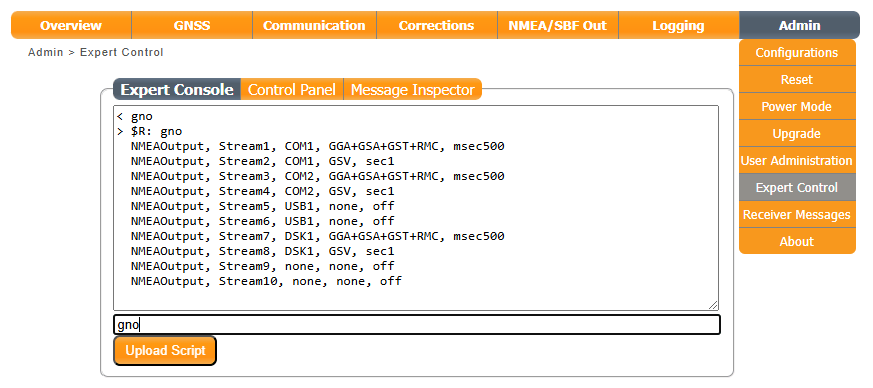 Overview GNSS Communication Corrections NMEA/SBF Out Logging Admin
Admin > Expert Control
Configurations
Reset
Power Mode
Upgrade
User Administration
Expert Control
Receiver Messages
About
Expert Console Control Panel Message Inspector
< gno
> $R: gno
NMEAOutput, Stream1, COM1, GGA+GSA+GST+RMC, msec500
NMEAOutput, Stream2, COM1, GSV, sec1
NMEAOutput, Stream3, COM2, GGA+GSA+GST+RMC, msec500
NMEAOutput, Stream4, COM2, GSV, sec1
NMEAOutput, Stream5, USB1, none, off
NMEAOutput, Stream6, USB1, none, off
NMEAOutput, Stream7, DSK1, GGA+GSA+GST+RMC, msec500
NMEAOutput, Stream8, DSK1, GSV, sec1
NMEAOutput, Stream9, none, none, off
NMEAOutput, Stream10, none, none, off
gno
Upload Script